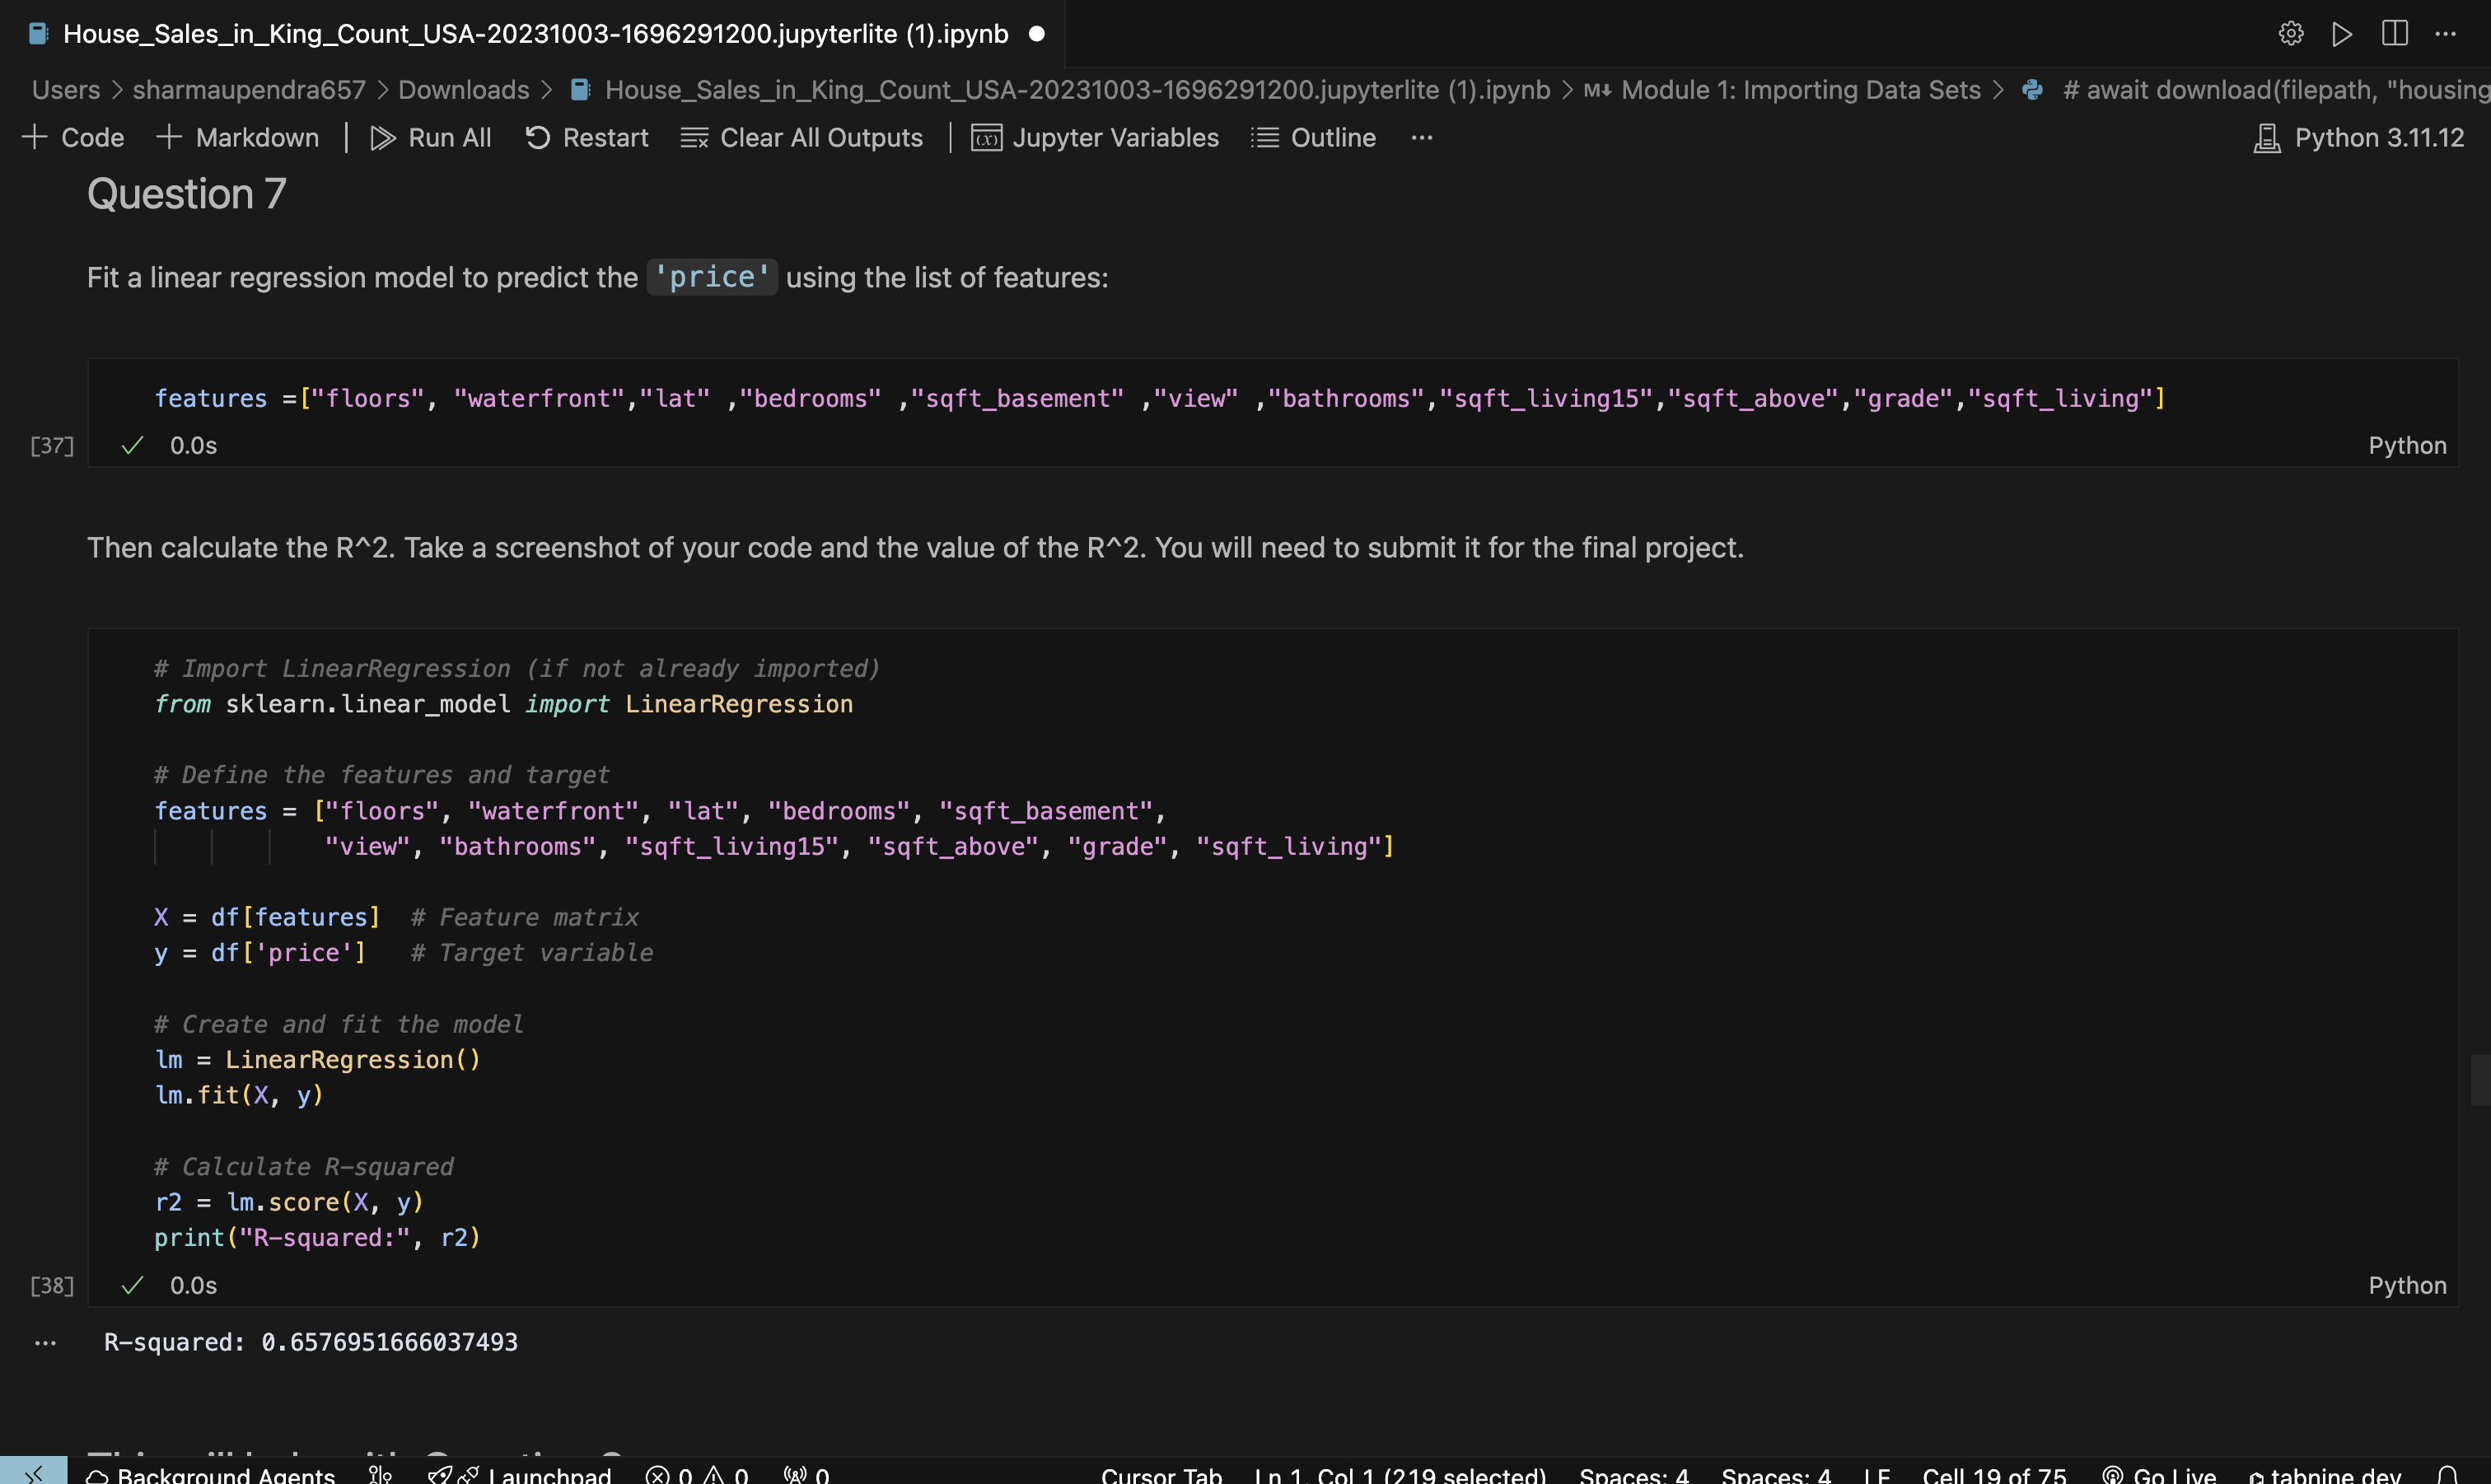 House_Sales_in_King_Count_USA-20231003-1696291200.jupyterlite (1).ipynb
Users > sharmaupendra657 > Downloads > House_Sales_in_King_Count_USA-20231003-1696291200.jupyterlite (1).ipynb > M↓ Module 1: Importing Data Sets > # await download(filepath, "housing
+ Code + Markdown | Run All Restart Clear All Outputs | Jupyter Variables Outline ... Python 3.11.12
Question 7
Fit a linear regression model to predict the 'price' using the list of features:
features =["floors", "waterfront","lat" ,"bedrooms" ,"sqft_basement" ,"view" ,"bathrooms","sqft_living15","sqft_above","grade","sqft_living"]
[37] ✓ 0.0s Python
Then calculate the R^2. Take a screenshot of your code and the value of the R^2. You will need to submit it for the final project.
# Import LinearRegression (if not already imported)
from sklearn.linear_model import LinearRegression
# Define the features and target
features = ["floors", "waterfront", "lat", "bedrooms", "sqft_basement",
"view", "bathrooms", "sqft_living15", "sqft_above", "grade", "sqft_living"]
X = df[features] # Feature matrix
y = df['price'] # Target variable
# Create and fit the model
lm = LinearRegression()
lm.fit(X, y)
# Calculate R-squared
r2 = lm.score(X, y)
print("R-squared:", r2)
[38] ✓ 0.0s Python
... R-squared: 0.6576951666037493
Background Agents Launchpad 0 0 0 Cursor Tab Ln 1, Col 1 (219 selected) Spaces: 4 Spaces: 4 LF Cell 19 of 75 Go Live tabnine dev